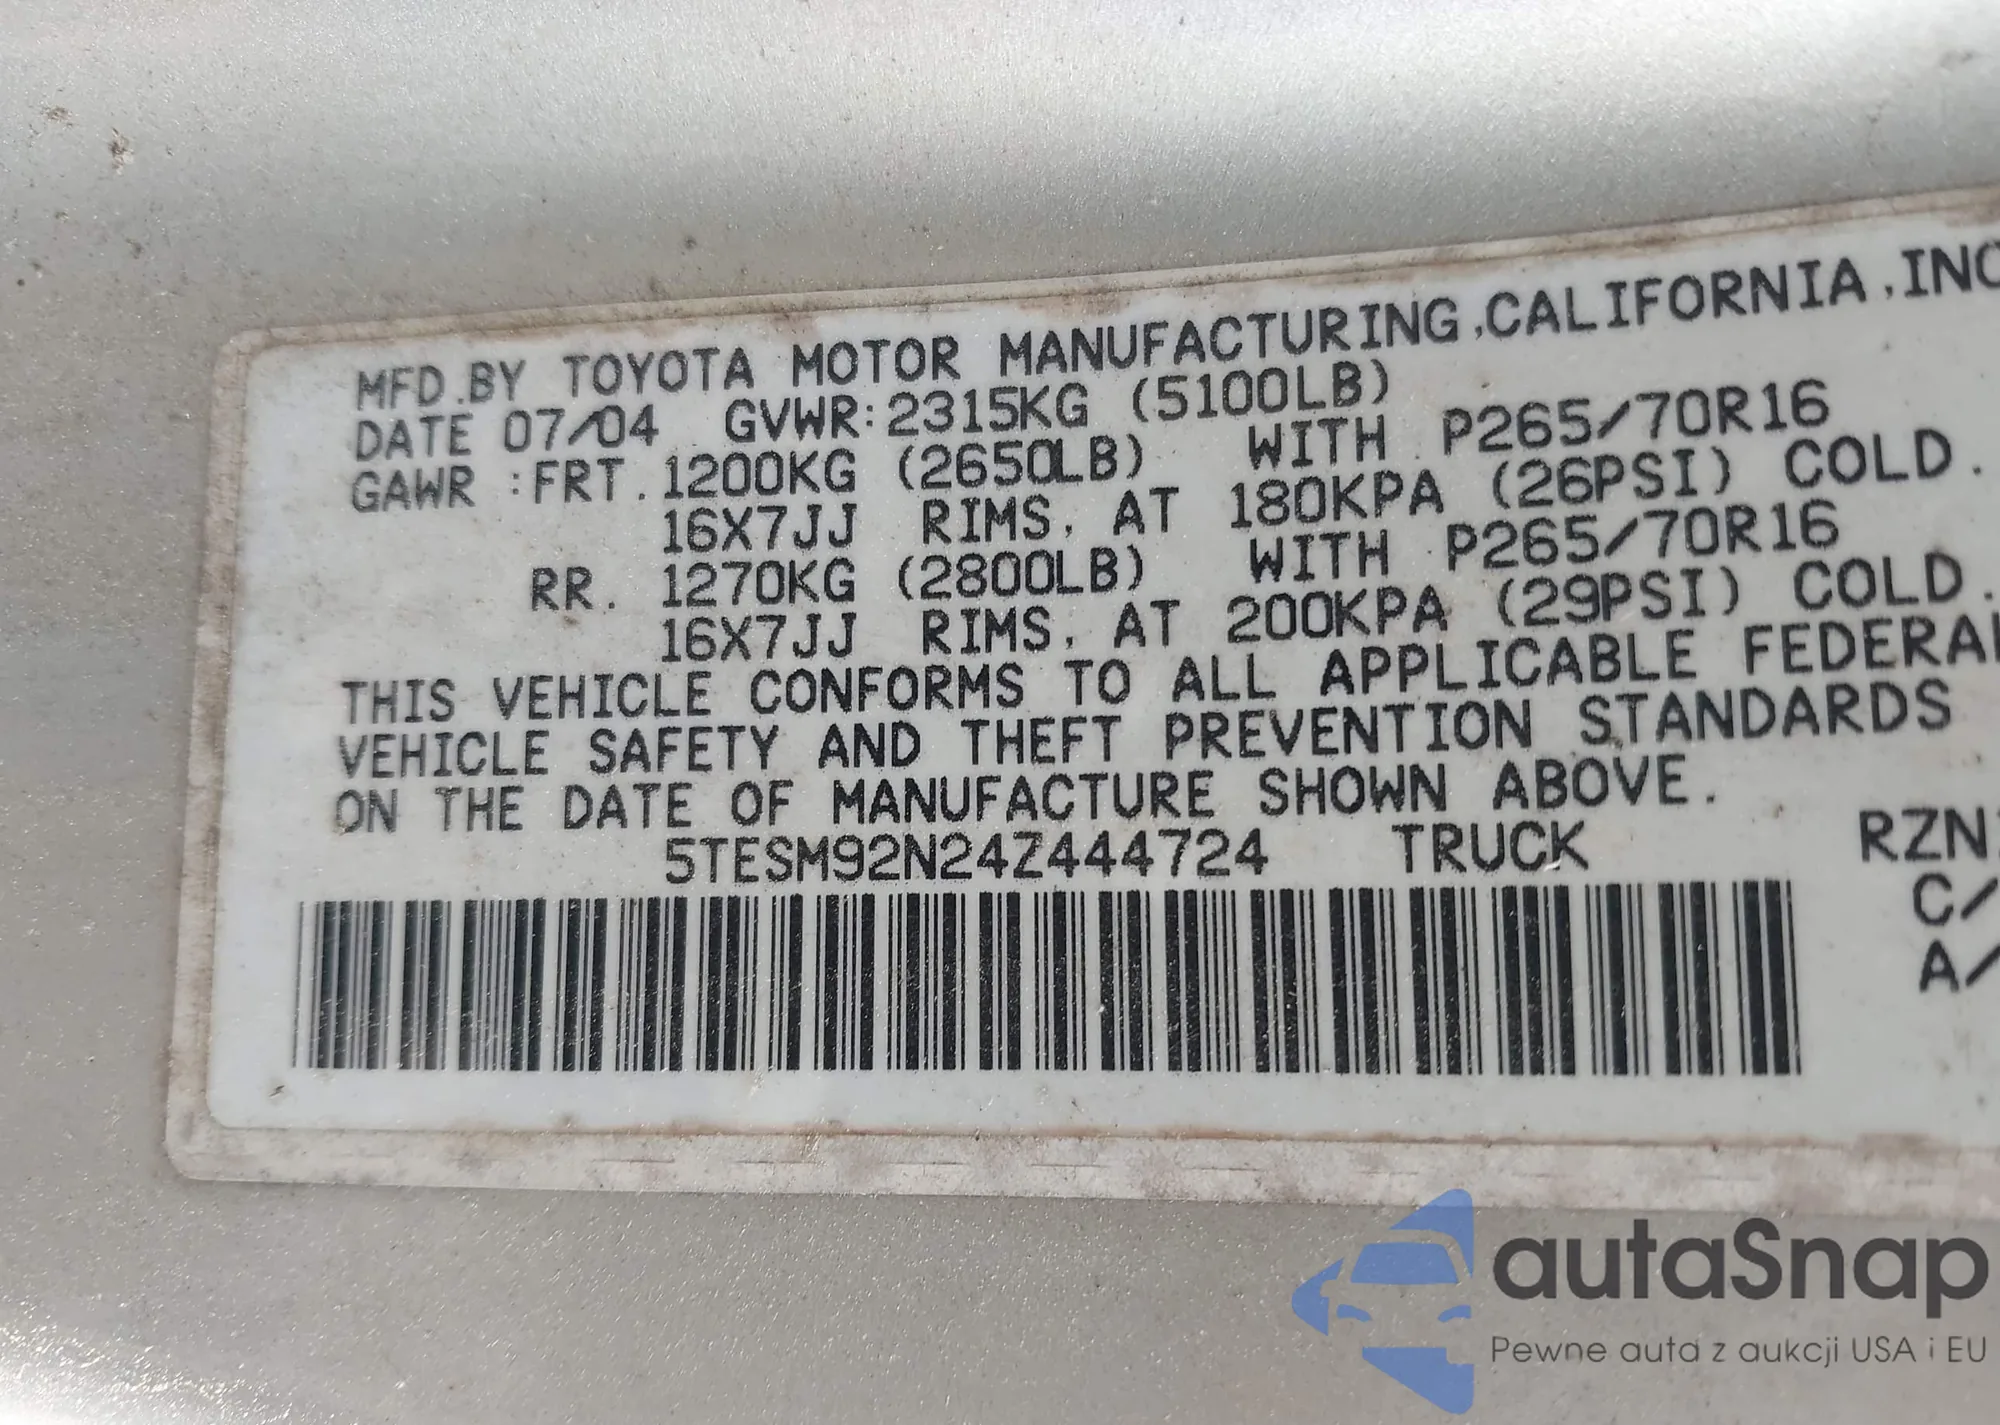 MFD.BY TOYOTA MOTOR MANUFACTURING,CALIFORNIA,INC
DATE 07/04 GVWR:2315KG (5100LB)
GAWR :FRT. 1200KG (2650LB) WITH P265/70R16
16X7JJ RIMS, AT 180KPA (26PSI) COLD.
RR. 1270KG (2800LB) WITH P265/70R16
16X7JJ RIMS, AT 200KPA (29PSI) COLD.
THIS VEHICLE CONFORMS TO ALL APPLICABLE FEDERAL
VEHICLE SAFETY AND THEFT PREVENTION STANDARDS
ON THE DATE OF MANUFACTURE SHOWN ABOVE.
5TESM92N24Z444724 TRUCK RZN
C/
A/
autaSnap
Pewne auta z aukcji USA i EU